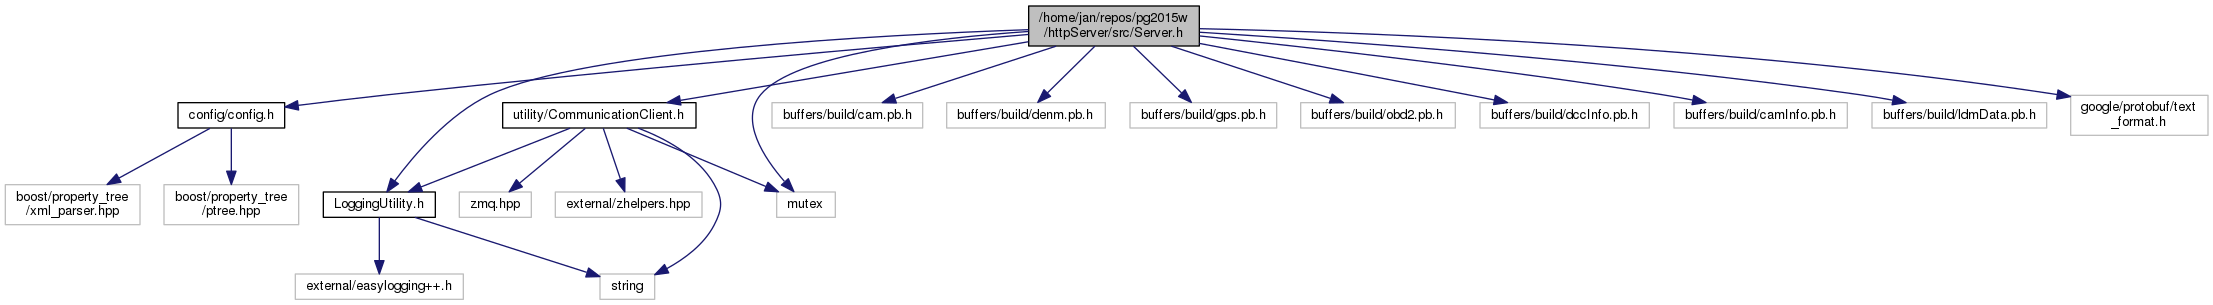 /home/jan/repos/pg2015w
/httpServer/src/Server.h
config/config.h
utility/CommunicationClient.h
buffers/build/cam.pb.h
buffers/build/denm.pb.h
buffers/build/gps.pb.h
buffers/build/obd2.pb.h
buffers/build/dccInfo.pb.h
buffers/build/camInfo.pb.h
buffers/build/ldmData.pb.h
google/protobuf/text
_format.h
boost/property_tree
/xml_parser.hpp
boost/property_tree
/ptree.hpp
LoggingUtility.h
zmq.hpp
external/zhelpers.hpp
mutex
external/easylogging++.h
string